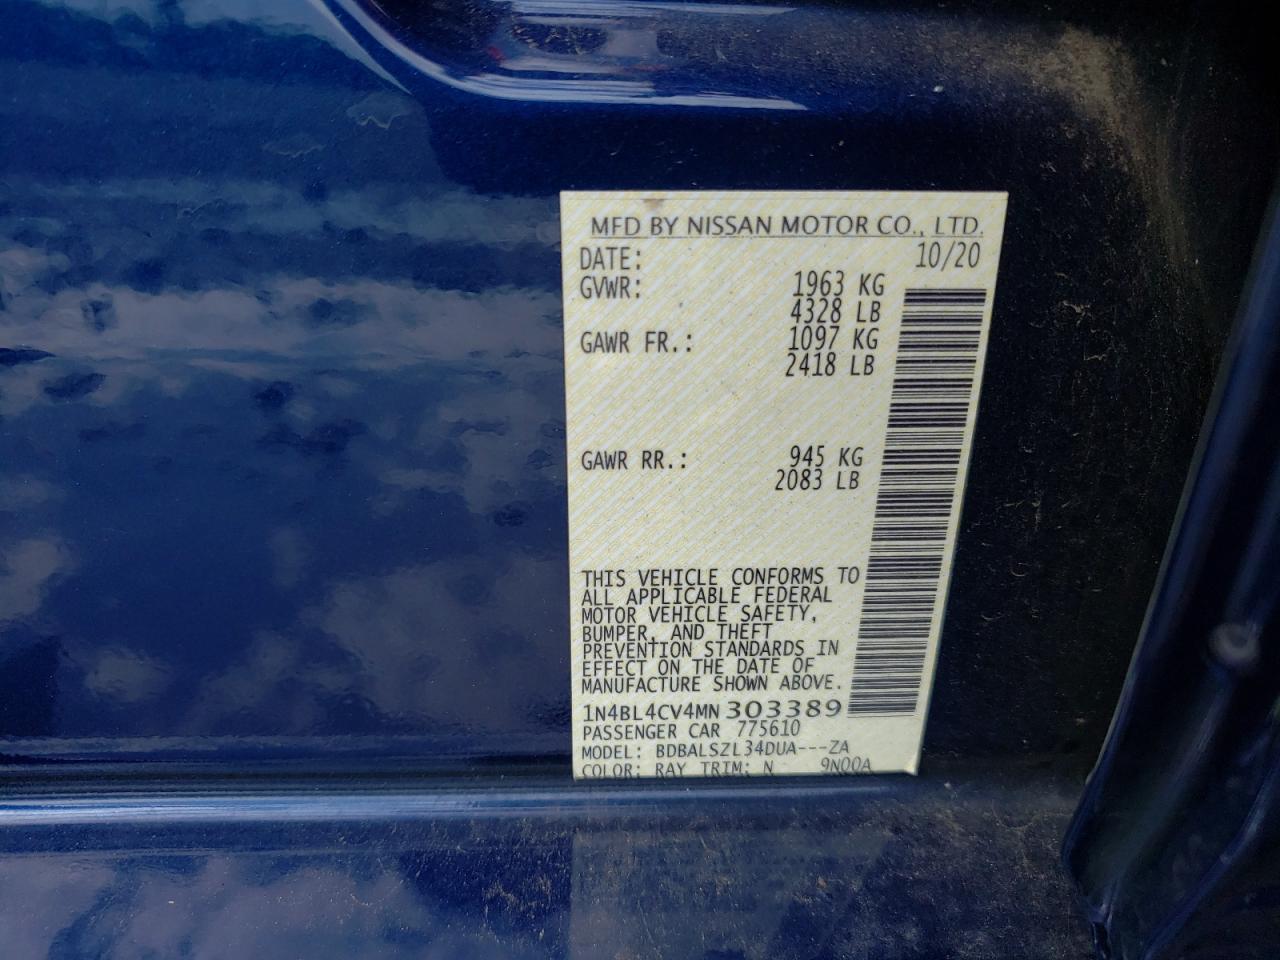 MFD BY NISSAN MOTOR CO., LTD.
DATE: 10/20
GVWR: 1963 KG
4328 LB
GAWR FR.: 1097 KG
2418 LB
GAWR RR.: 945 KG
2083 LB
THIS VEHICLE CONFORMS TO
ALL APPLICABLE FEDERAL
MOTOR VEHICLE SAFETY,
BUMPER, AND THEFT
PREVENTION STANDARDS IN
EFFECT ON THE DATE OF
MANUFACTURE SHOWN ABOVE.
1N4BL4CV4MN303389
PASSENGER CAR 775610
MODEL: BDBALSZL34DUA---ZA
COLOR: RAY TRIM: N 9N00A